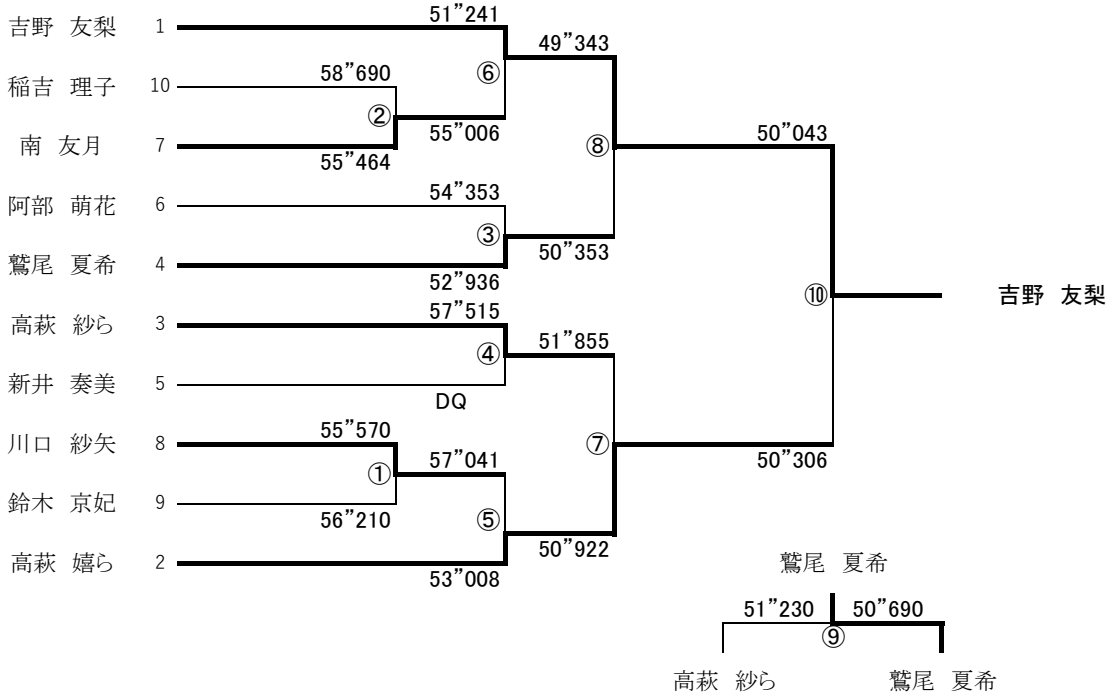 51”241
吉野 友梨 1
49”343
58”690
⑥
稲吉 理子 10
②
50”043
55”006
南 友月 7
⑧
55”464
54”353
阿部 萌花 6
③
50”353
鷲尾 夏希 4
52”936
⑩
吉野 友梨
57”515
高萩 紗ら 3
51”855
④
新井 奏美 5
DQ
55”570
川口 紗矢 8
⑦
57”041
50”306
①
鈴木 京妃 9
56”210
⑤
50”922
高萩 嬉ら 2
53”008
鷲尾 夏希
51”230 50”690
⑨
高萩 紗ら 鷲尾 夏希